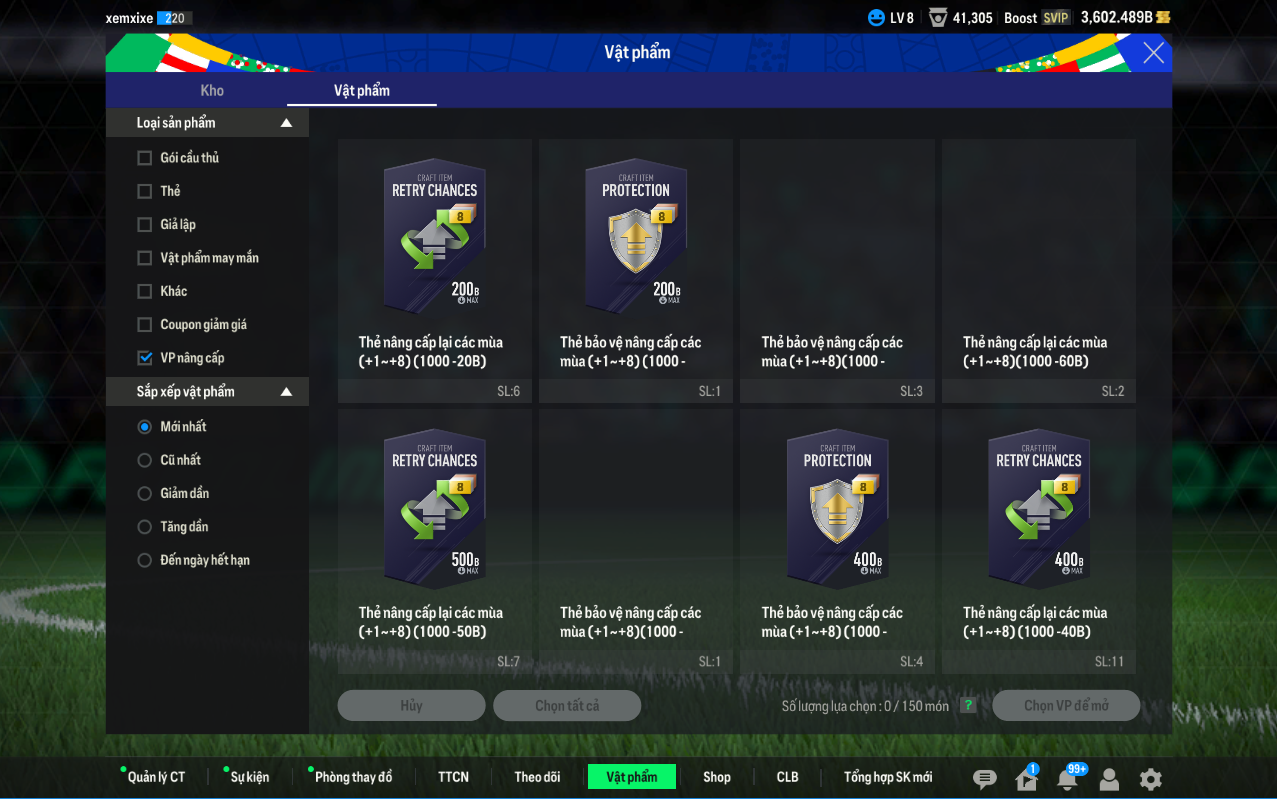 xemxixe 220
LV 8 41,305 Boost SVIP 3,602.489B
Vật phẩm
Kho Vật phẩm
Loại sản phẩm
Gói cầu thủ
Thẻ
Giả lập
Vật phẩm may mắn
Khác
Coupon giảm giá
VP nâng cấp
Sắp xếp vật phẩm
Mới nhất
Cũ nhất
Giảm dần
Tăng dần
Đến ngày hết hạn
CRAFT ITEM
RETRY CHANCES
8
200B
MAX
Thẻ nâng cấp lại các mùa
(+1~+8) (1000 -20B)
SL:6
CRAFT ITEM
PROTECTION
8
200B
MAX
Thẻ bảo vệ nâng cấp các
mùa (+1~+8) (1000 -
SL:1
Thẻ bảo vệ nâng cấp các
mùa (+1~+8)(1000 -
SL:3
Thẻ nâng cấp lại các mùa
(+1~+8)(1000 -60B)
SL:2
CRAFT ITEM
RETRY CHANCES
8
500B
MAX
Thẻ nâng cấp lại các mùa
(+1~+8) (1000 -50B)
SL:7
Thẻ bảo vệ nâng cấp các
mùa (+1~+8)(1000 -
SL:1
CRAFT ITEM
PROTECTION
8
400B
MAX
Thẻ bảo vệ nâng cấp các
mùa (+1~+8) (1000 -
SL:4
CRAFT ITEM
RETRY CHANCES
8
400B
MAX
Thẻ nâng cấp lại các mùa
(+1~+8) (1000 -40B)
SL:11
Hủy Chọn tất cả Số lượng lựa chọn : 0 / 150 món ? Chọn VP để mở
Quản lý CT Sự kiện Phòng thay đồ TTCN Theo dõi Vật phẩm Shop CLB Tổng hợp SK mới 1 99+